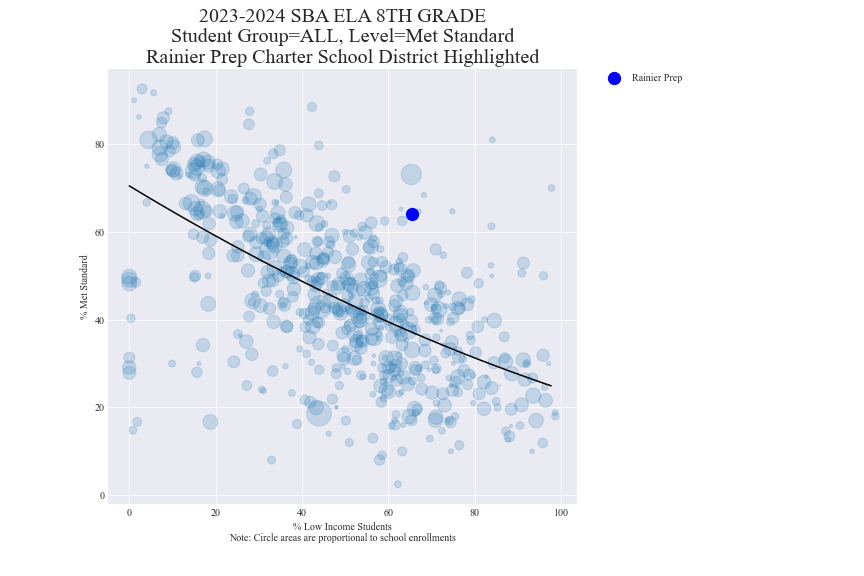 2023-2024 SBA ELA 8TH GRADE
Student Group=ALL, Level=Met Standard
Rainier Prep Charter School District Highlighted
Rainier Prep
80
60
40
20
0
% Met Standard
0 20 40 60 80 100
% Low Income Students
Note: Circle areas are proportional to school enrollments